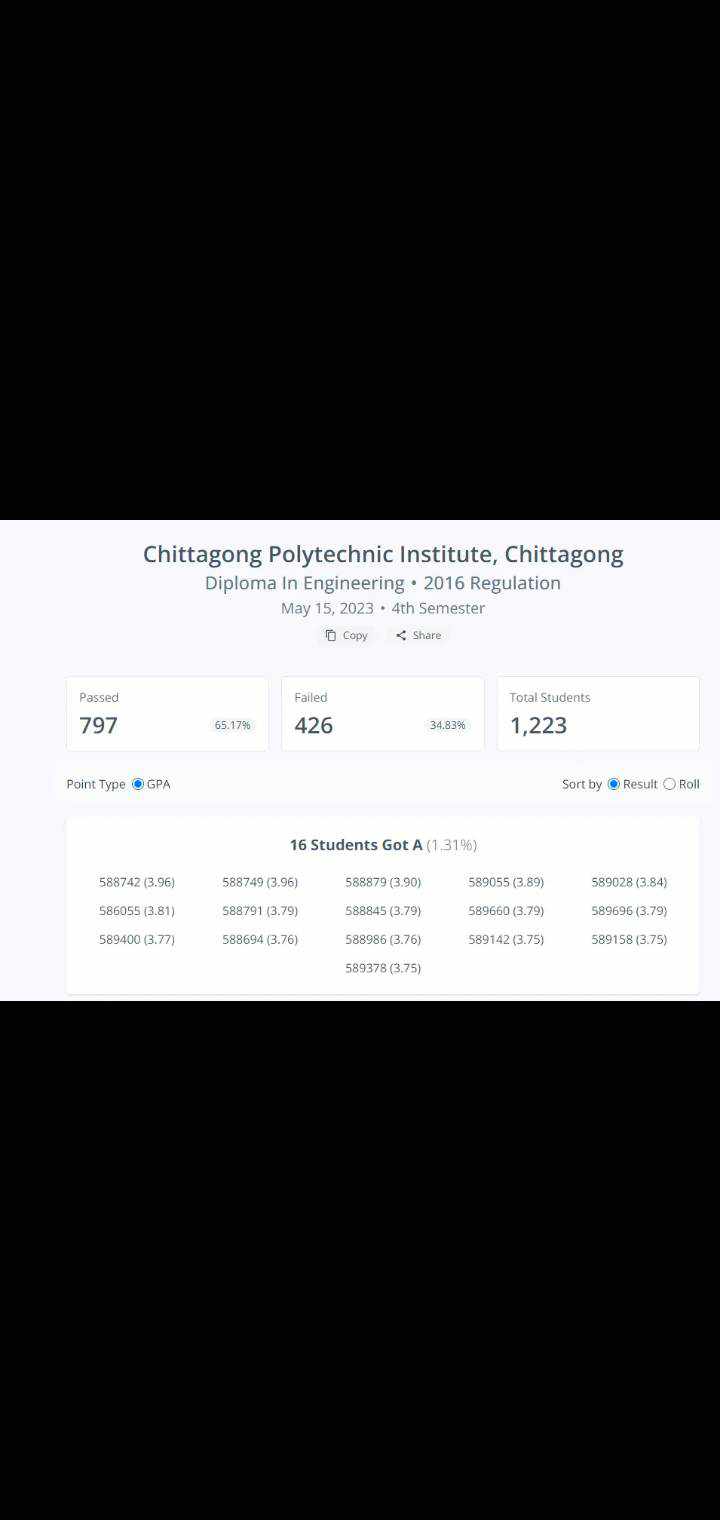 Chittagong Polytechnic Institute, Chittagong
Diploma In Engineering • 2016 Regulation
May 15, 2023 • 4th Semester
Copy Share
Passed Failed Total Students
797 65.17% 426 34.83% 1,223
Point Type GPA Sort by Result Roll
16 Students Got A (1.31%)
588742 (3.96) 588749 (3.96) 588879 (3.90) 589055 (3.89) 589028 (3.84)
586055 (3.81) 588791 (3.79) 588845 (3.79) 589660 (3.79) 589696 (3.79)
589400 (3.77) 588694 (3.76) 588986 (3.76) 589142 (3.75) 589158 (3.75)
589378 (3.75)